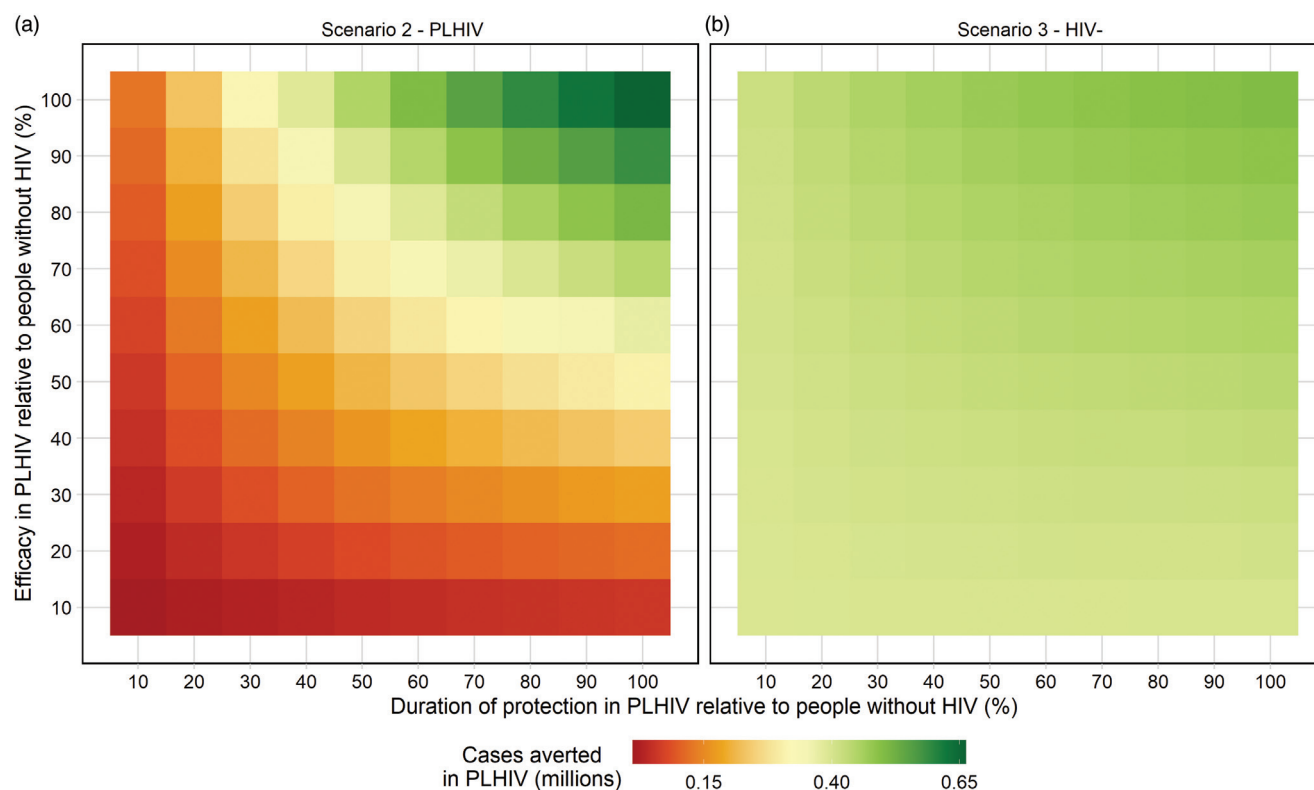 (a)
Scenario 2 - PLHIV
(b)
Scenario 3 - HIV-
Efficacy in PLHIV relative to people without HIV (%)
100
90
80
70
60
50
40
30
20
10
10 20 30 40 50 60 70 80 90 100
10 20 30 40 50 60 70 80 90 100
Duration of protection in PLHIV relative to people without HIV (%)
Cases averted
in PLHIV (millions)
0.15 0.40 0.65